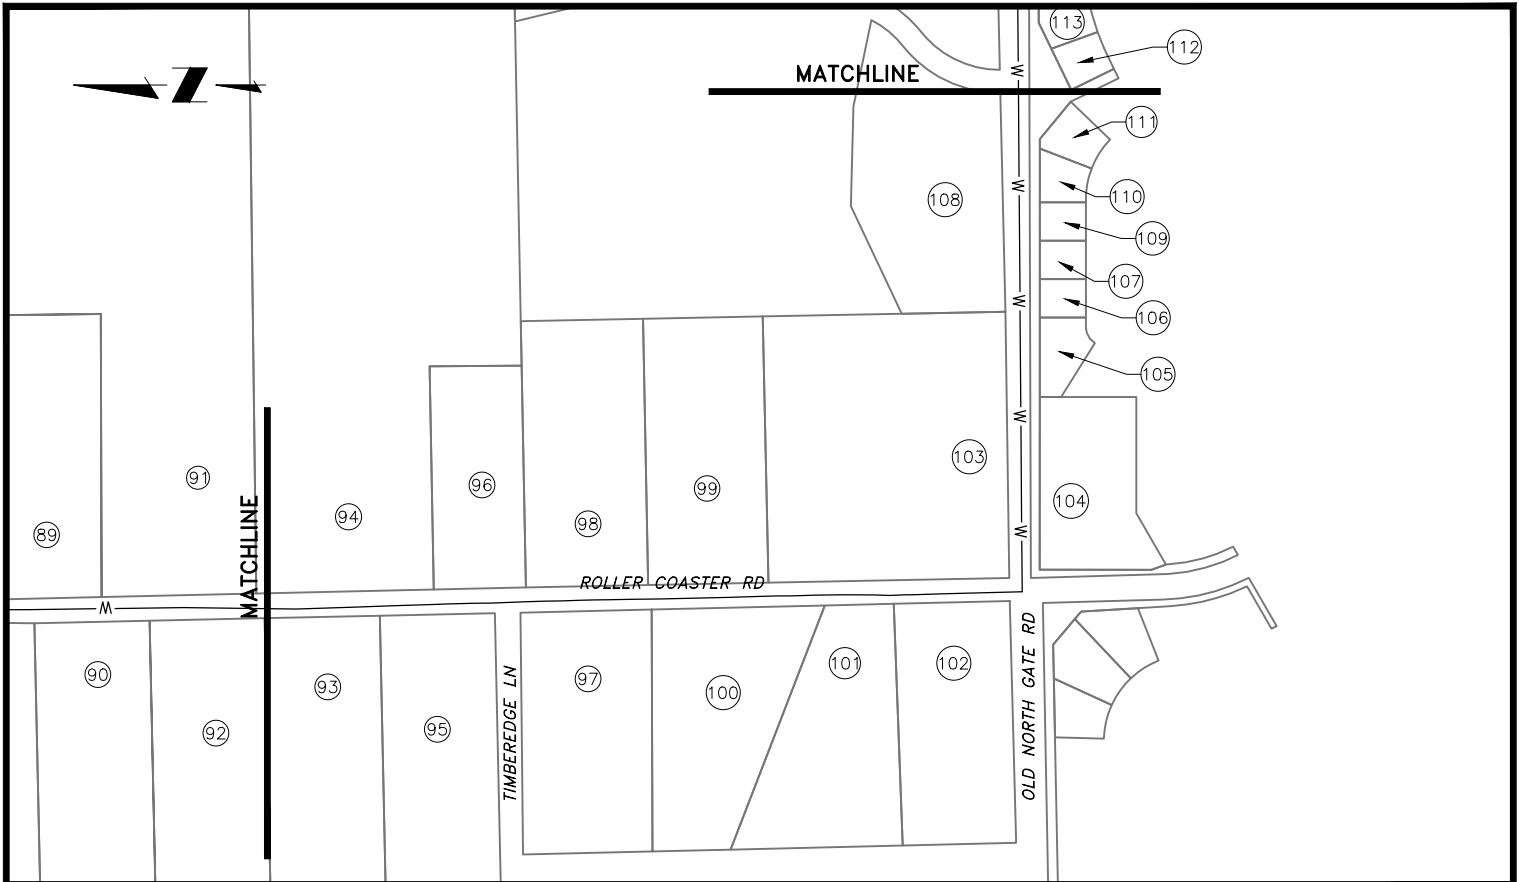 113
112
MATCHLINE
W
111
W
110
108
109
107
W
106
105
W
103
91
96
99
104
94
98
89
MATCHLINE
W
ROLLER COASTER RD
W
90
93
97
100
101
102
92
95
TIMBEREDGE LN
OLD NORTH GATE RD